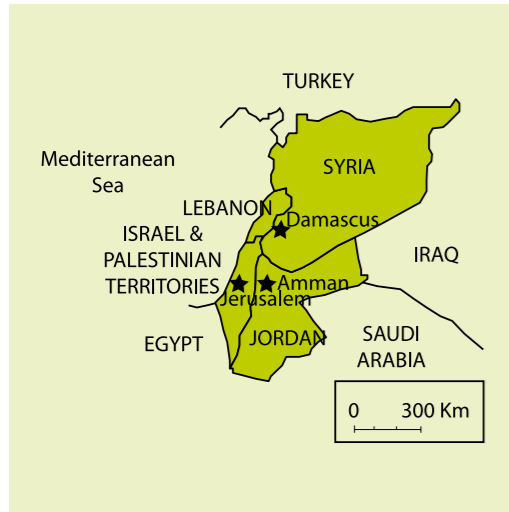 TURKEY
Mediterranean
Sea
SYRIA
LEBANON
Damascus
ISRAEL &
PALESTINIAN
TERRITORIES
IRAQ
Amman
Jerusalem
EGYPT
JORDAN
SAUDI
ARABIA
0 300 Km